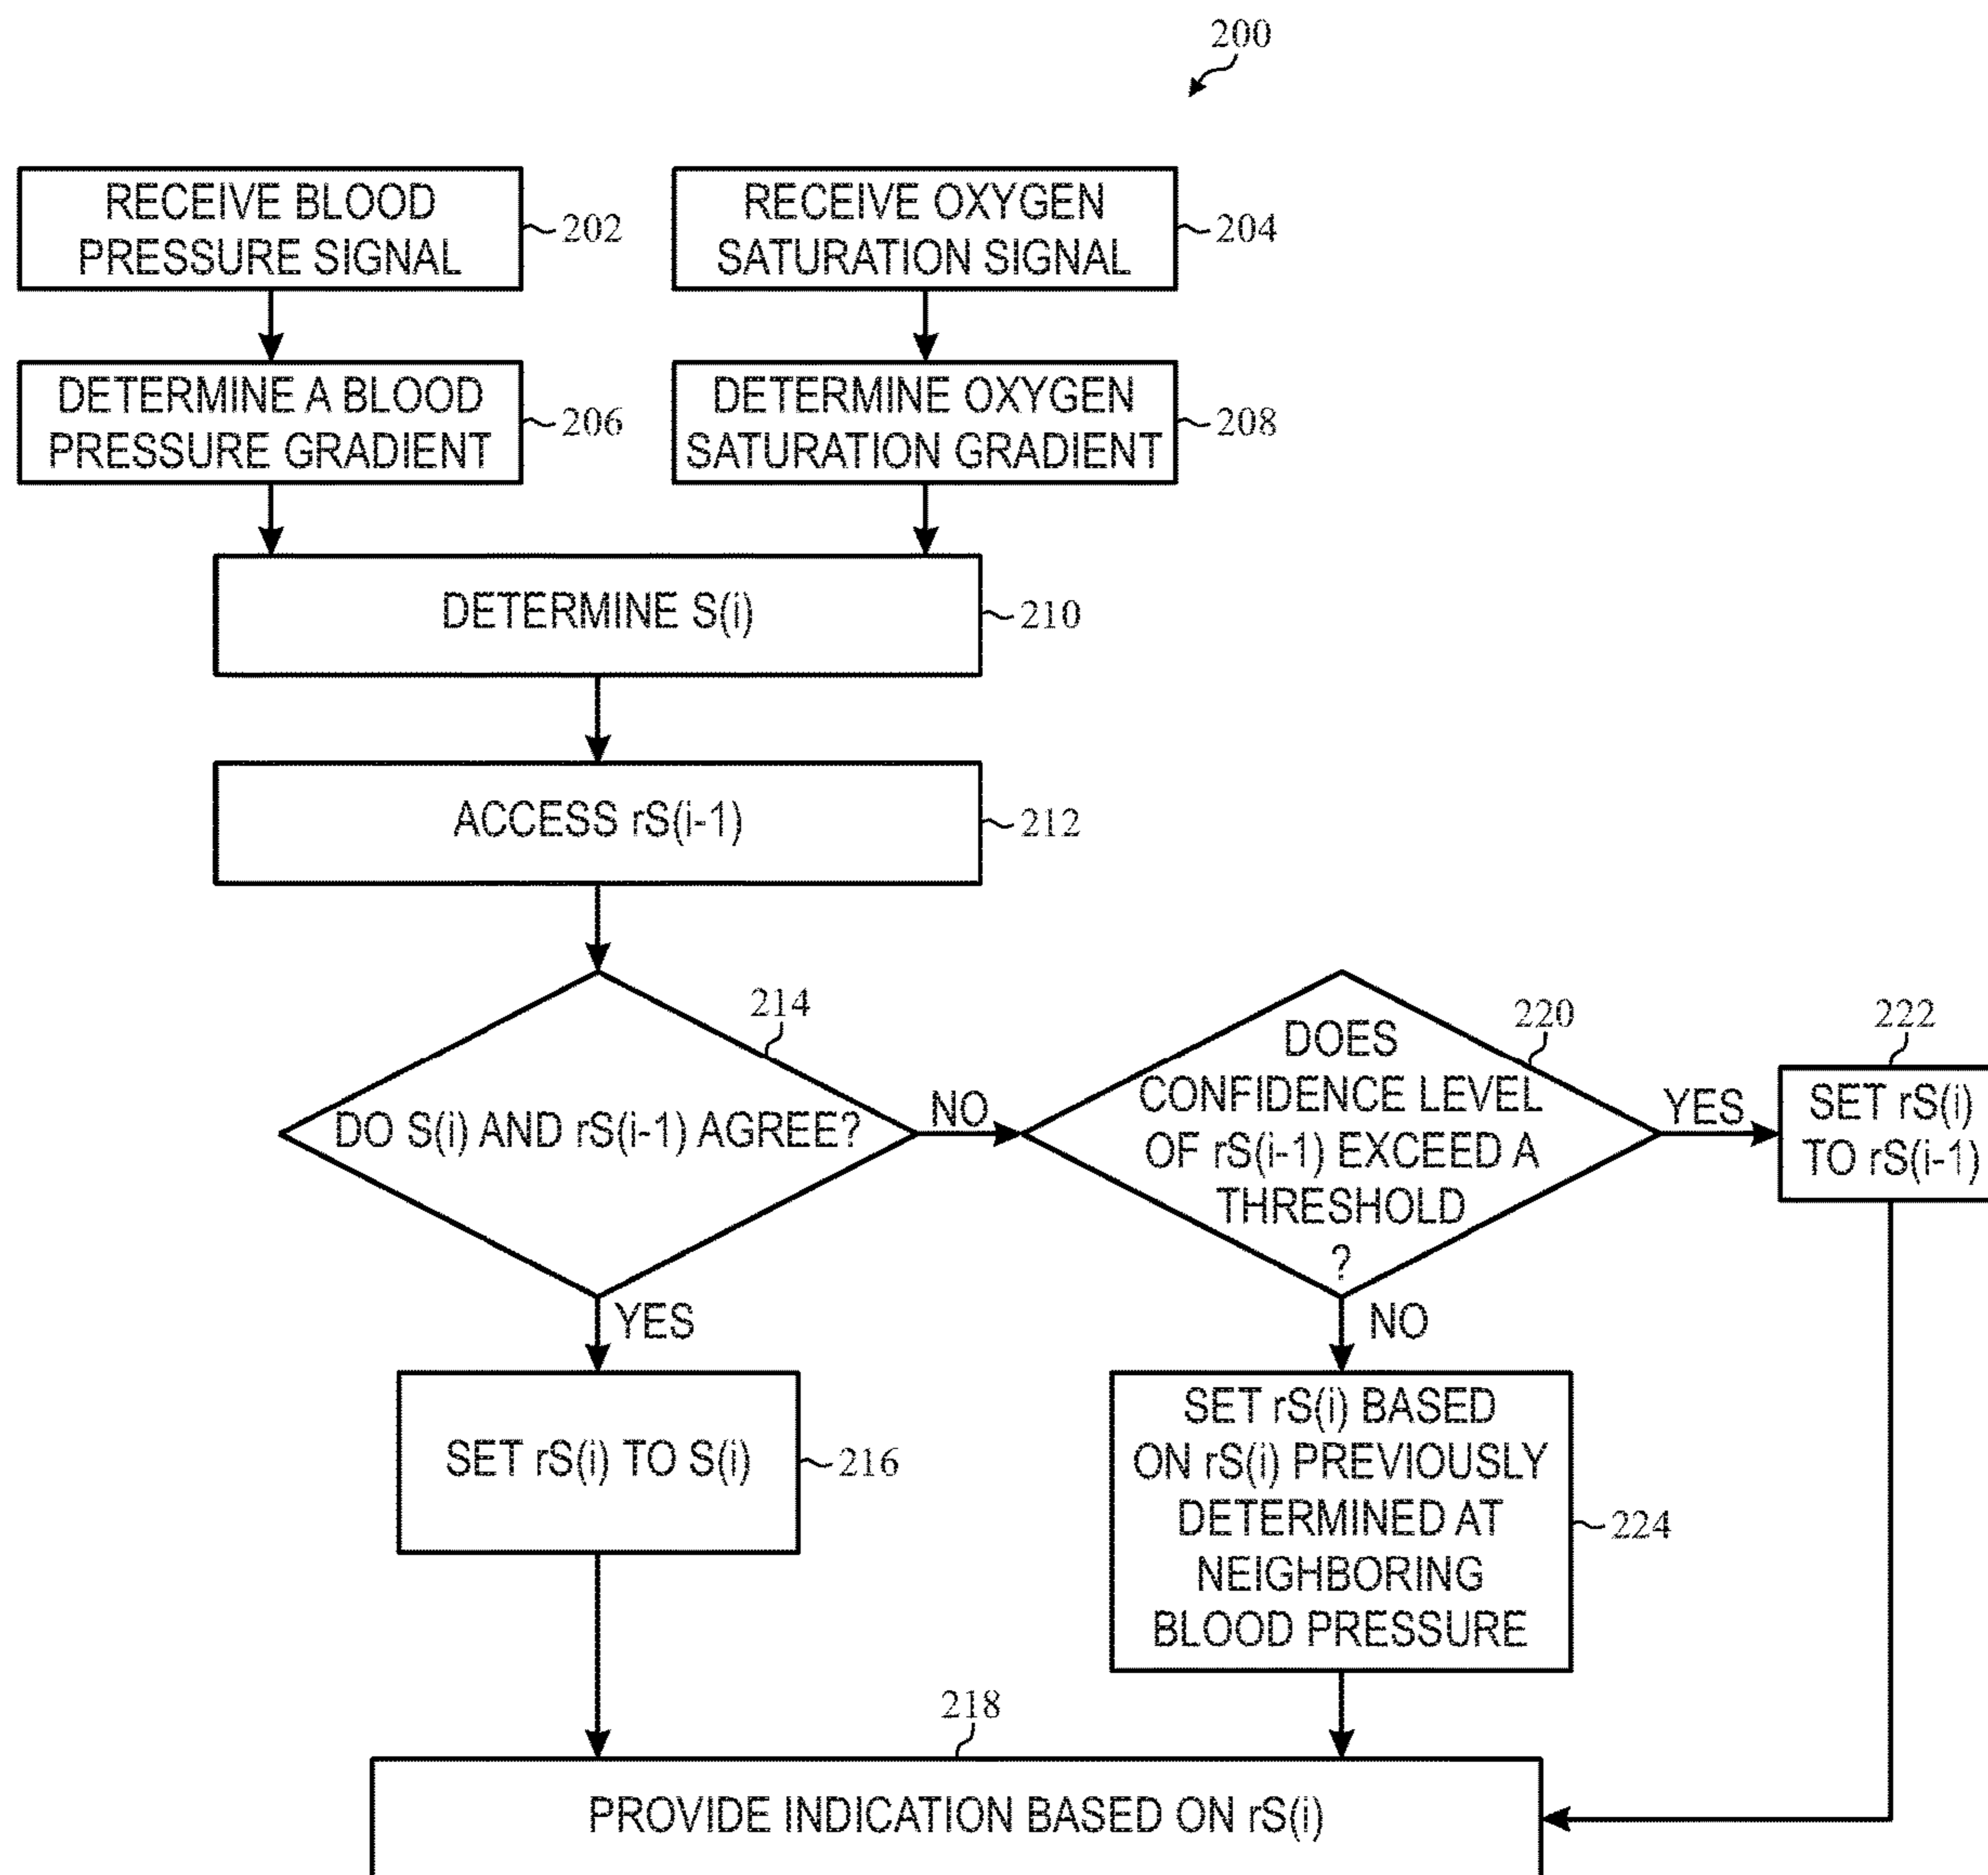 200
RECEIVE BLOOD
PRESSURE SIGNAL
202
RECEIVE OXYGEN
SATURATION SIGNAL
204
DETERMINE A BLOOD
PRESSURE GRADIENT
206
DETERMINE OXYGEN
SATURATION GRADIENT
208
DETERMINE S(i)
210
ACCESS rS(i-1)
212
DO S(i) AND rS(i-1) AGREE?
214
NO
DOES
CONFIDENCE LEVEL
OF rS(i-1) EXCEED A
THRESHOLD
?
220
YES
222
SET rS(i)
TO rS(i-1)
YES
SET rS(i) TO S(i)
216
NO
SET rS(i) BASED
ON rS(i) PREVIOUSLY
DETERMINED AT
NEIGHBORING
BLOOD PRESSURE
224
218
PROVIDE INDICATION BASED ON rS(i)